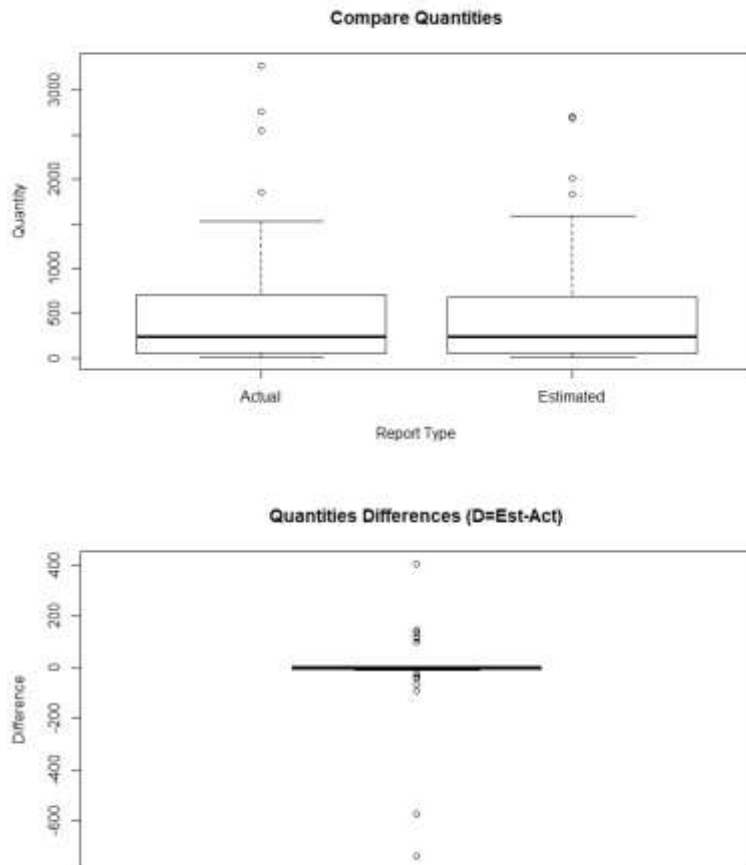 Compare Quantities
3000
2000
1000
500
0
Quantity
Actual
Estimated
Report Type
Quantities Differences (D=Est-Act)
400
200
0
-200
-400
-600
Difference